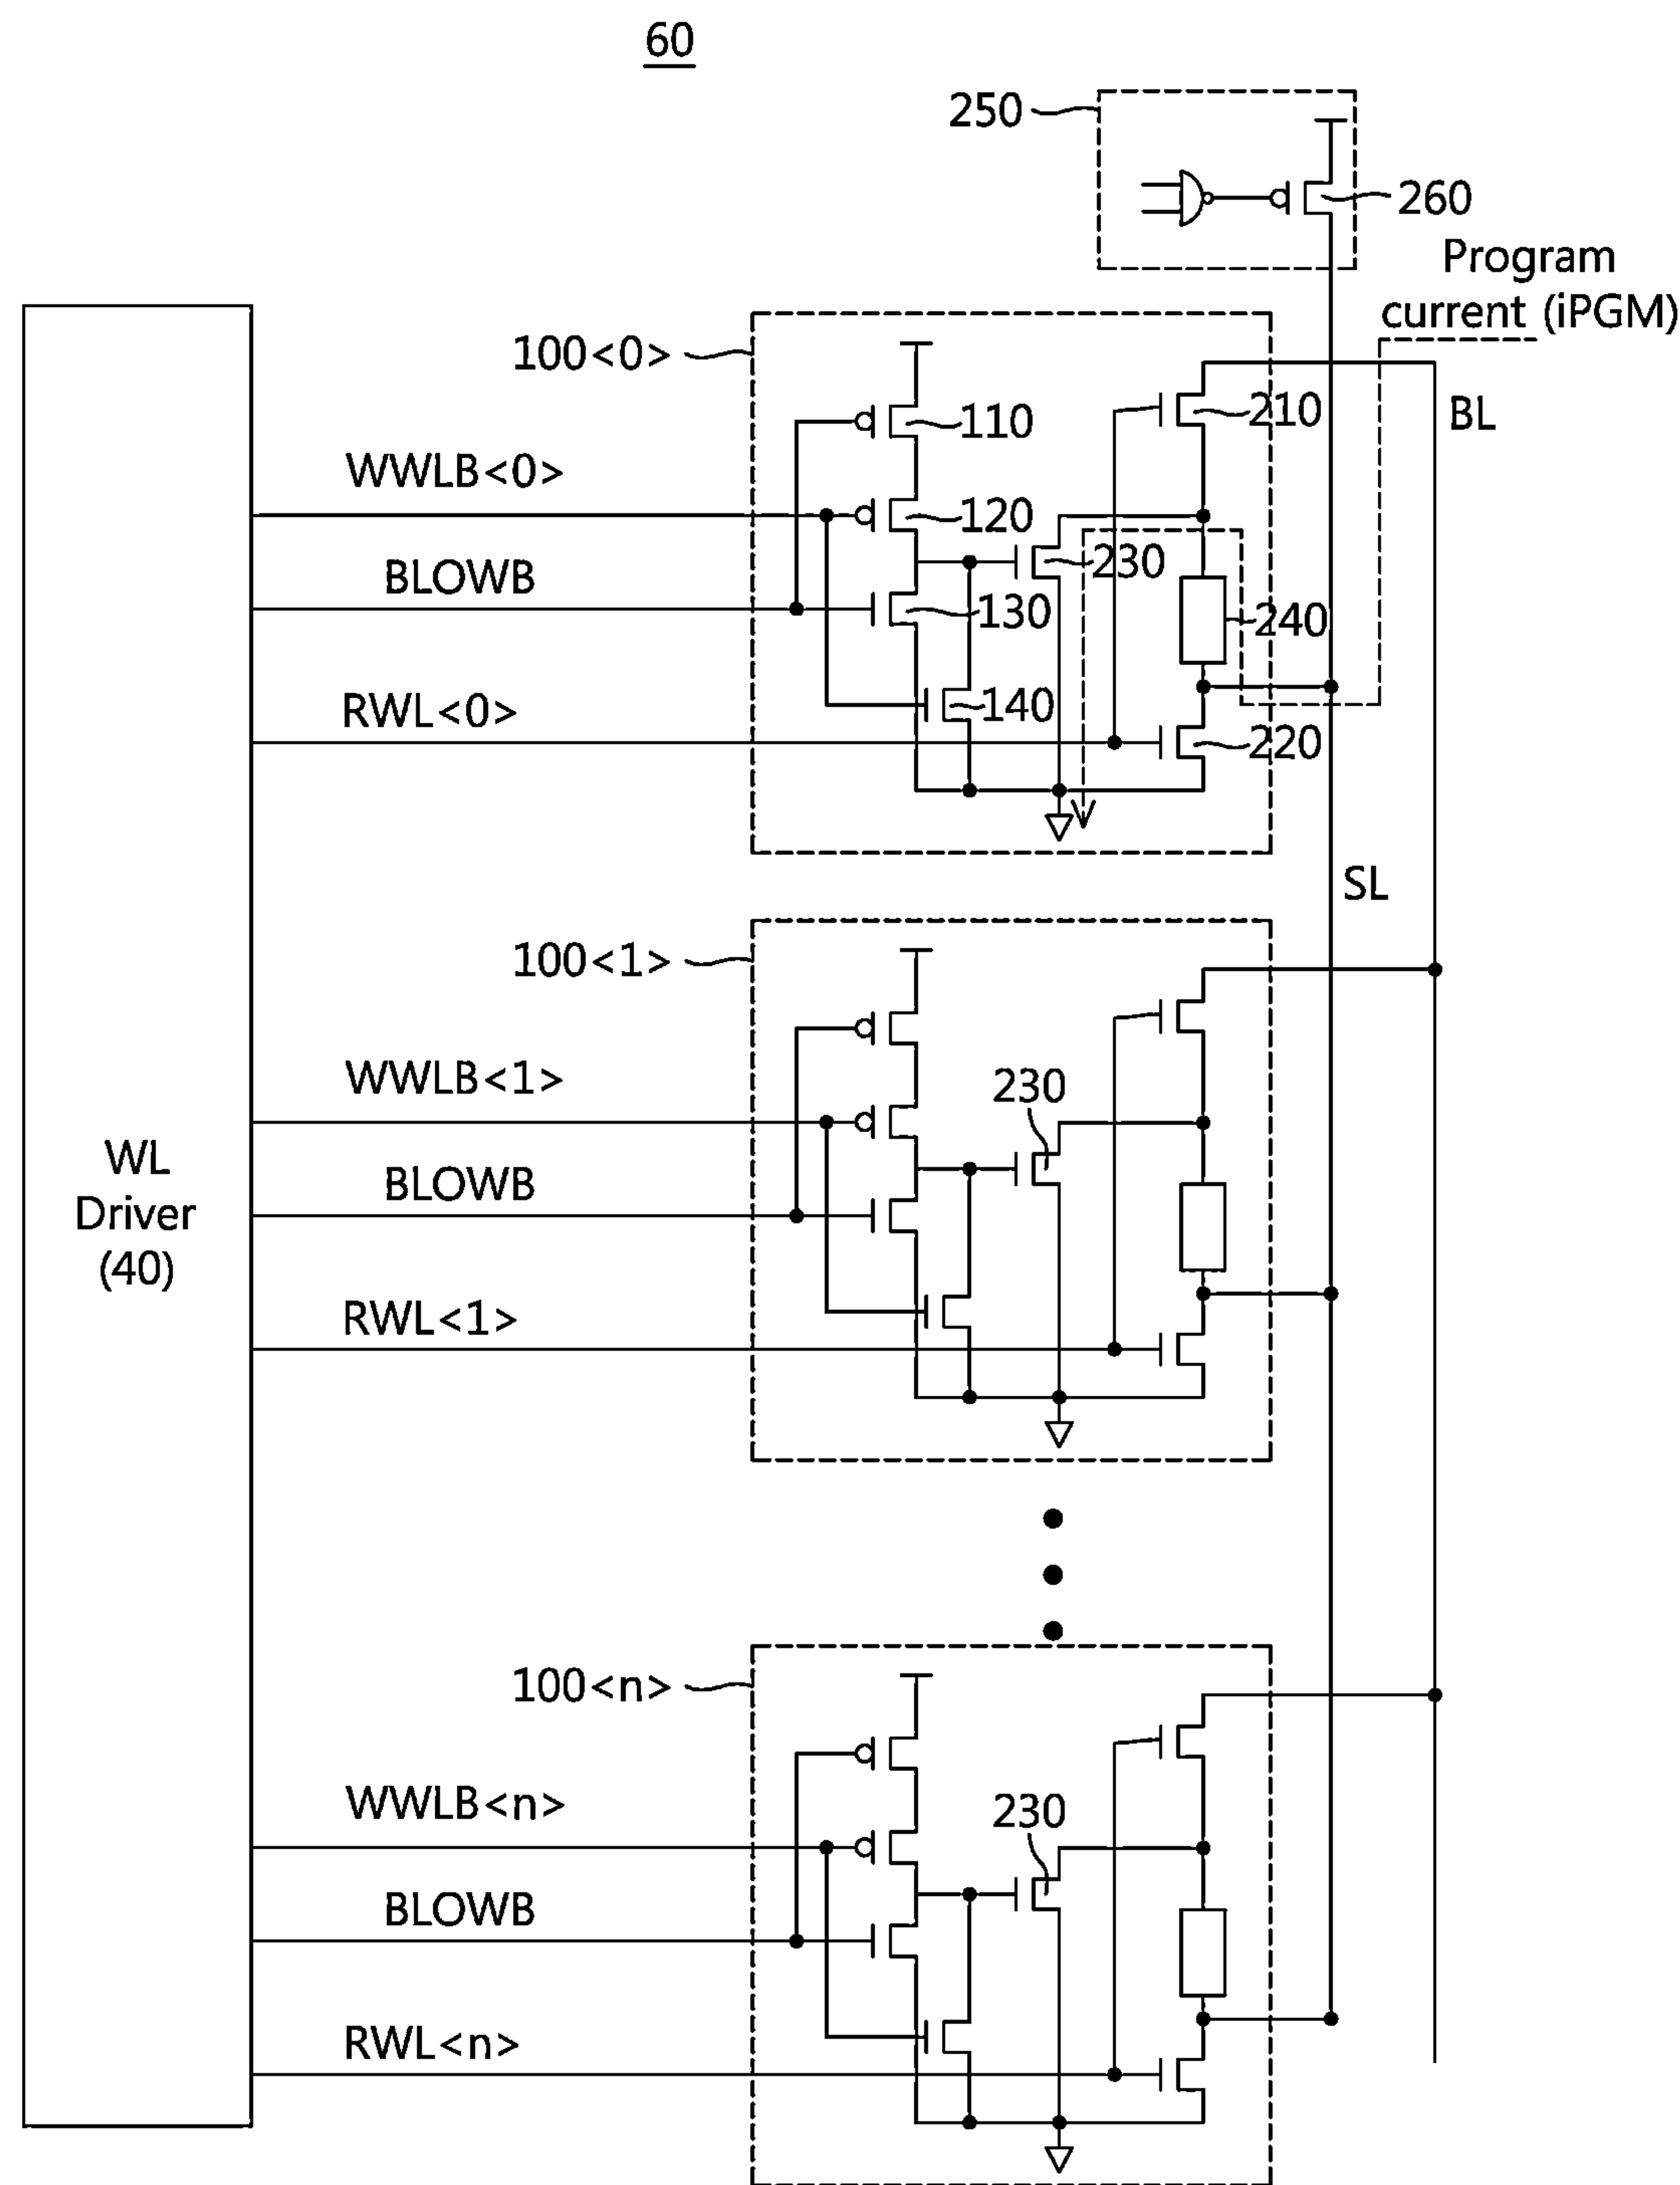 60
250
260
Program
current (iPGM)
100<0>
110
210
BL
WWLB<0>
120
BLOWB
230
130
240
RWL<0>
140
220
SL
100<1>
WWLB<1>
230
BLOWB
WL
Driver
(40)
RWL<1>
100<n>
WWLB<n>
230
BLOWB
RWL<n>